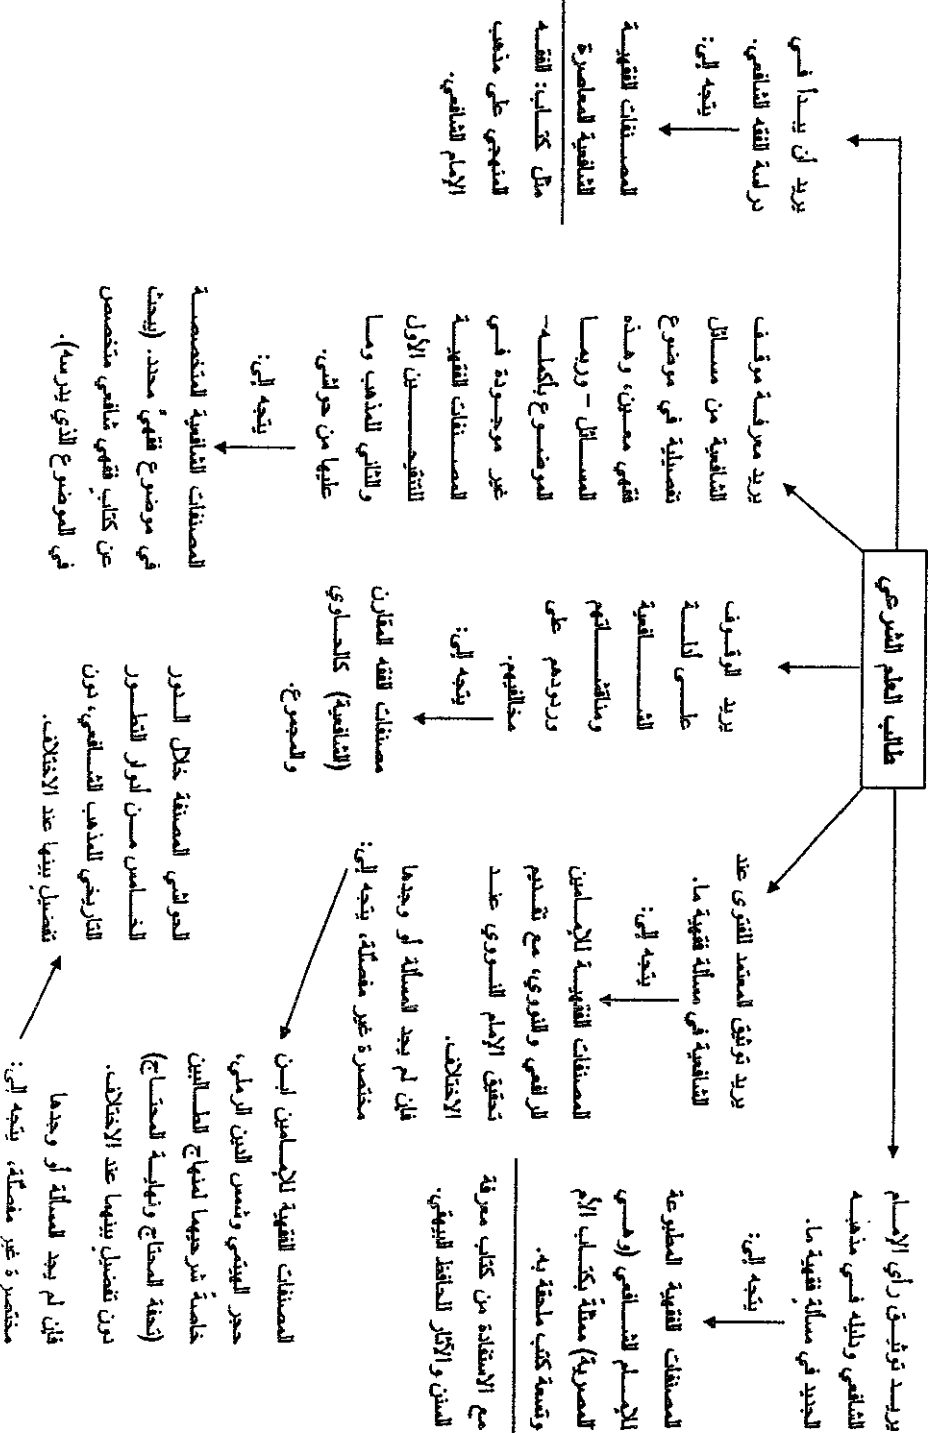 طالب العلم الشرعي
يريد توثيق رأي الإمام
الشافعي ودليله في مذهبه
الجديد في مسألةٍ فقهية ما.
يتجه إلى:
المصنفات الفقهية المطبوعة
للإمام الشافعي (وهي
المصرية) ممثلةً بكتاب الأم
وتسعة كتب ملحقة به.
مع الاستفادة من كتاب معرفة
السنن والآثار للحافظ البيهقي.
يريد توثيق المعتمد للفتوى عند
الشافعية في مسألة فقهية ما.
يتجه إلى:
المصنفات الفقهية للإمامين
الرافعي والنووي، مع تقديم
تحقيق الإمام النووي عند
الاختلاف.
فإن لم يجد المسألة أو وجدها
مختصرة غير مفصلّة، يتجه إلى:
المصنفات الفقهية للإمامين ابن
حجر الهيتمي وشمس الدين الرملي،
خاصةً شرحيهما لمنهاج الطالبين
(تحفة المحتاج ونهاية المحتاج)
دون تفضيلٍ بينهما عند الاختلاف.
فإن لم يجد المسألة أو وجدها
مختصرة غير مفصلّة، يتجه إلى:
الحواشي المصنفة خلال الدور
الخامس من أدوار التطور
التاريخي للمذهب الشافعي، دون
تفضيلٍ بينها عند الاختلاف.
يريد الوقوف
على أدلة
الشافعية
ومناقشاتهم
وردودهم على
مخالفيهم.
يتجه إلى:
مصنفات الفقه المقارن
(الشافعية) كالحاوي
والمجموع.
يريد معرفة موقف
الشافعية من مسائل
تفصيلية في موضوع
فقهي معين، وهذه
المسائل – وربما
الموضوع بأكمله-
غير موجودة في
المصنفات الفقهية
للتنقيحين الأول
والثاني للمذهب وما
عليها من حواشي.
يتجه إلى:
المصنفات الشافعية المتخصصة
في موضوع فقهيٍ محدد. (يبحث
عن كتابٍ فقهي شافعي متخصص
في الموضوع الذي يدرسه).
يريد أن يبدأ في
دراسة الفقه الشافعي.
يتجه إلى:
المصنفات الفقهية
الشافعية المعاصرة
مثل كتاب: الفقه
المنهجي على مذهب
الإمام الشافعي.